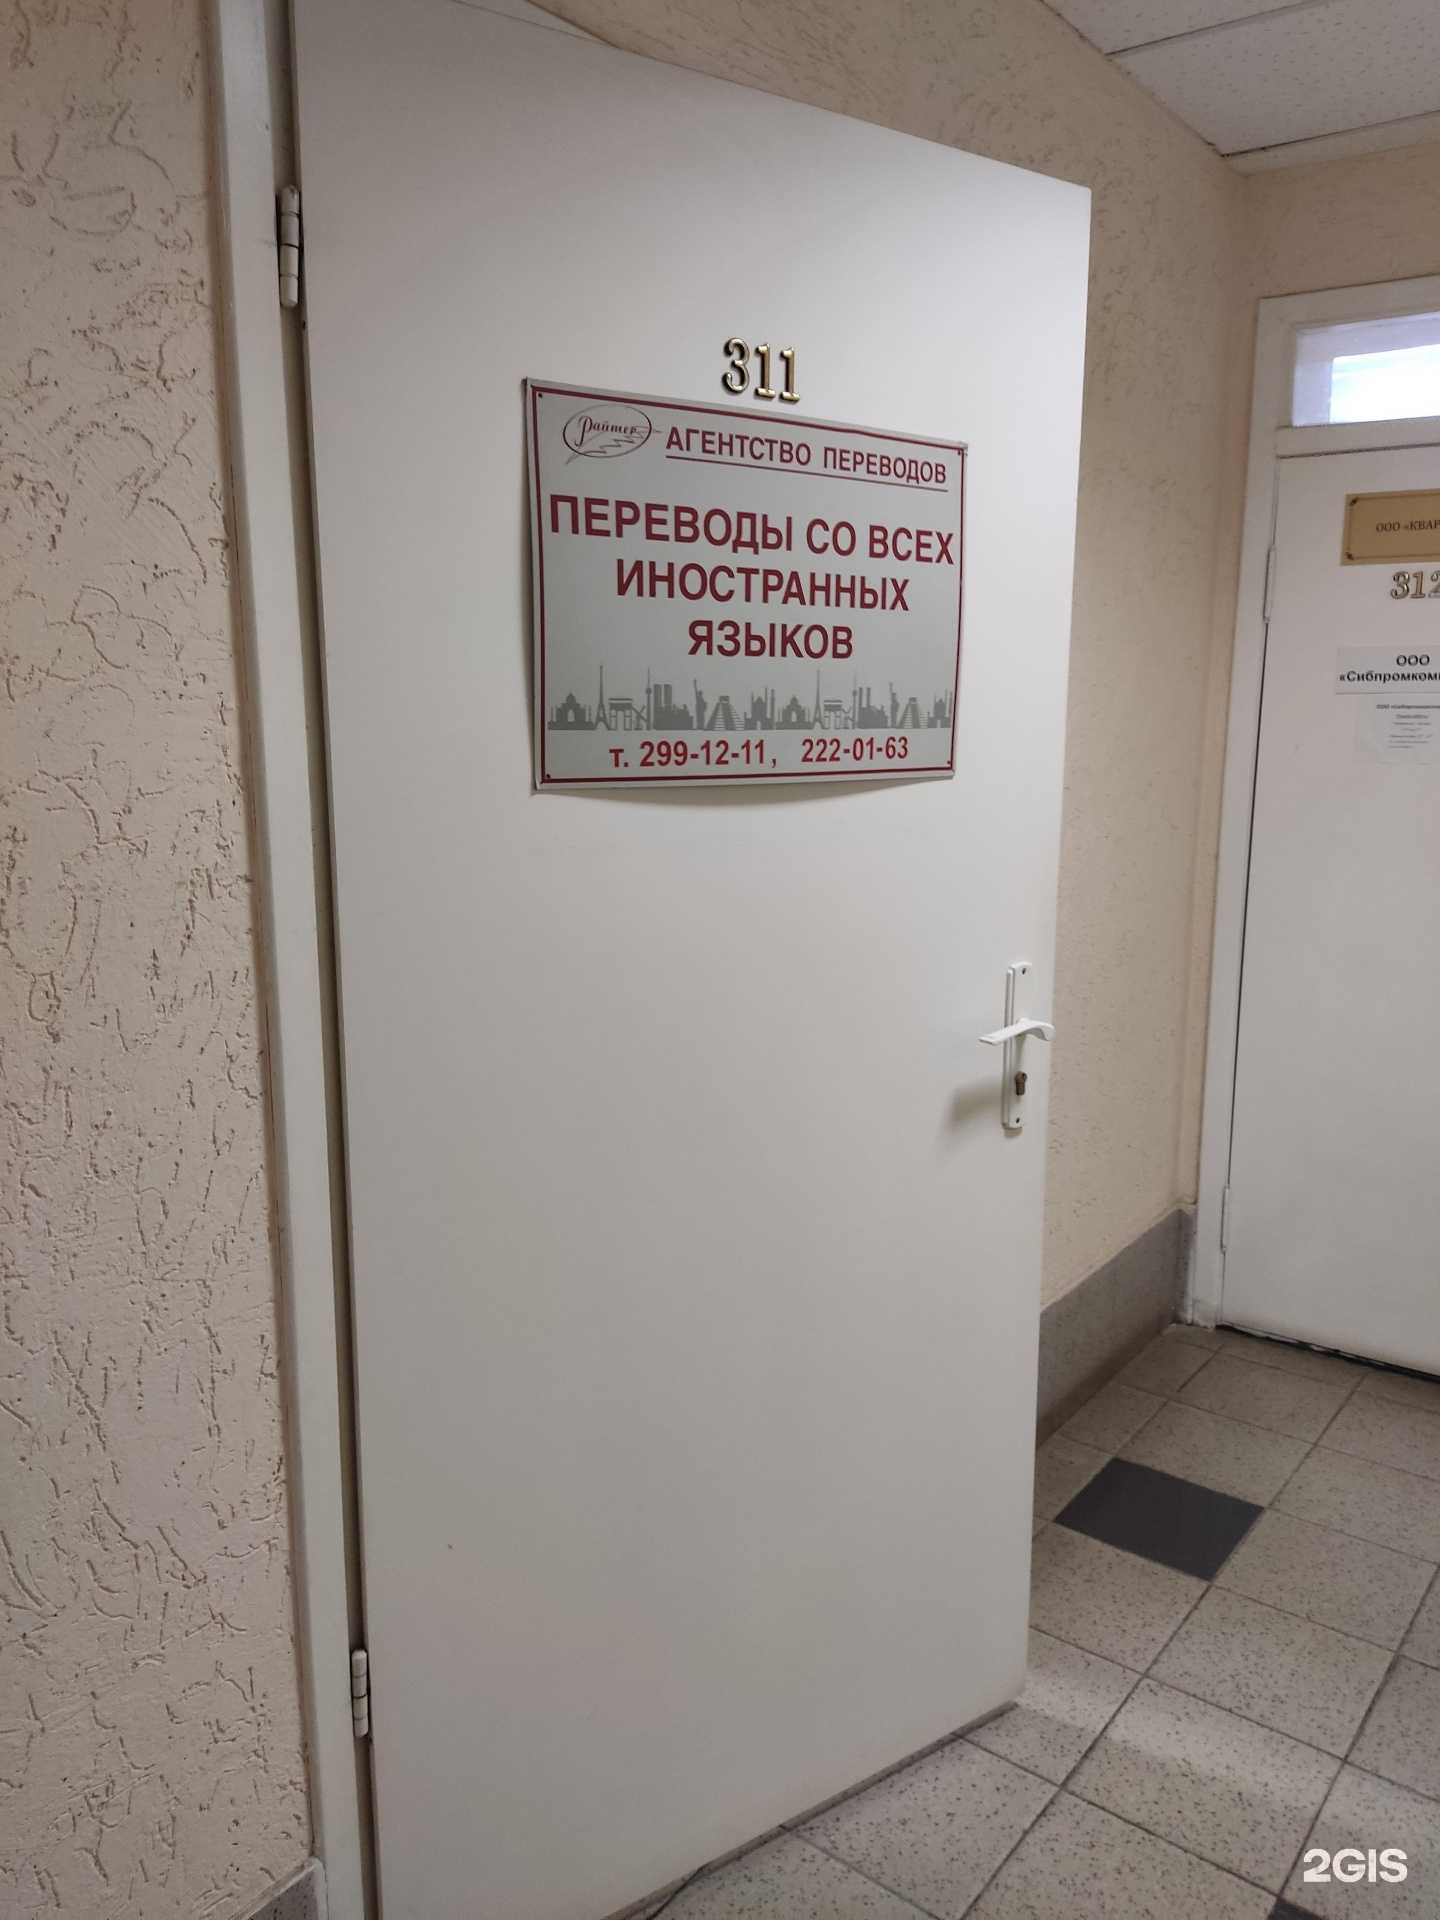 311
Райтер
АГЕНТСТВО ПЕРЕВОДОВ
ПЕРЕВОДЫ СО ВСЕХ
ИНОСТРАННЫХ
ЯЗЫКОВ
т. 299-12-11, 222-01-63
ООО «КВАР
312
ООО
«Сибпромком
2GIS